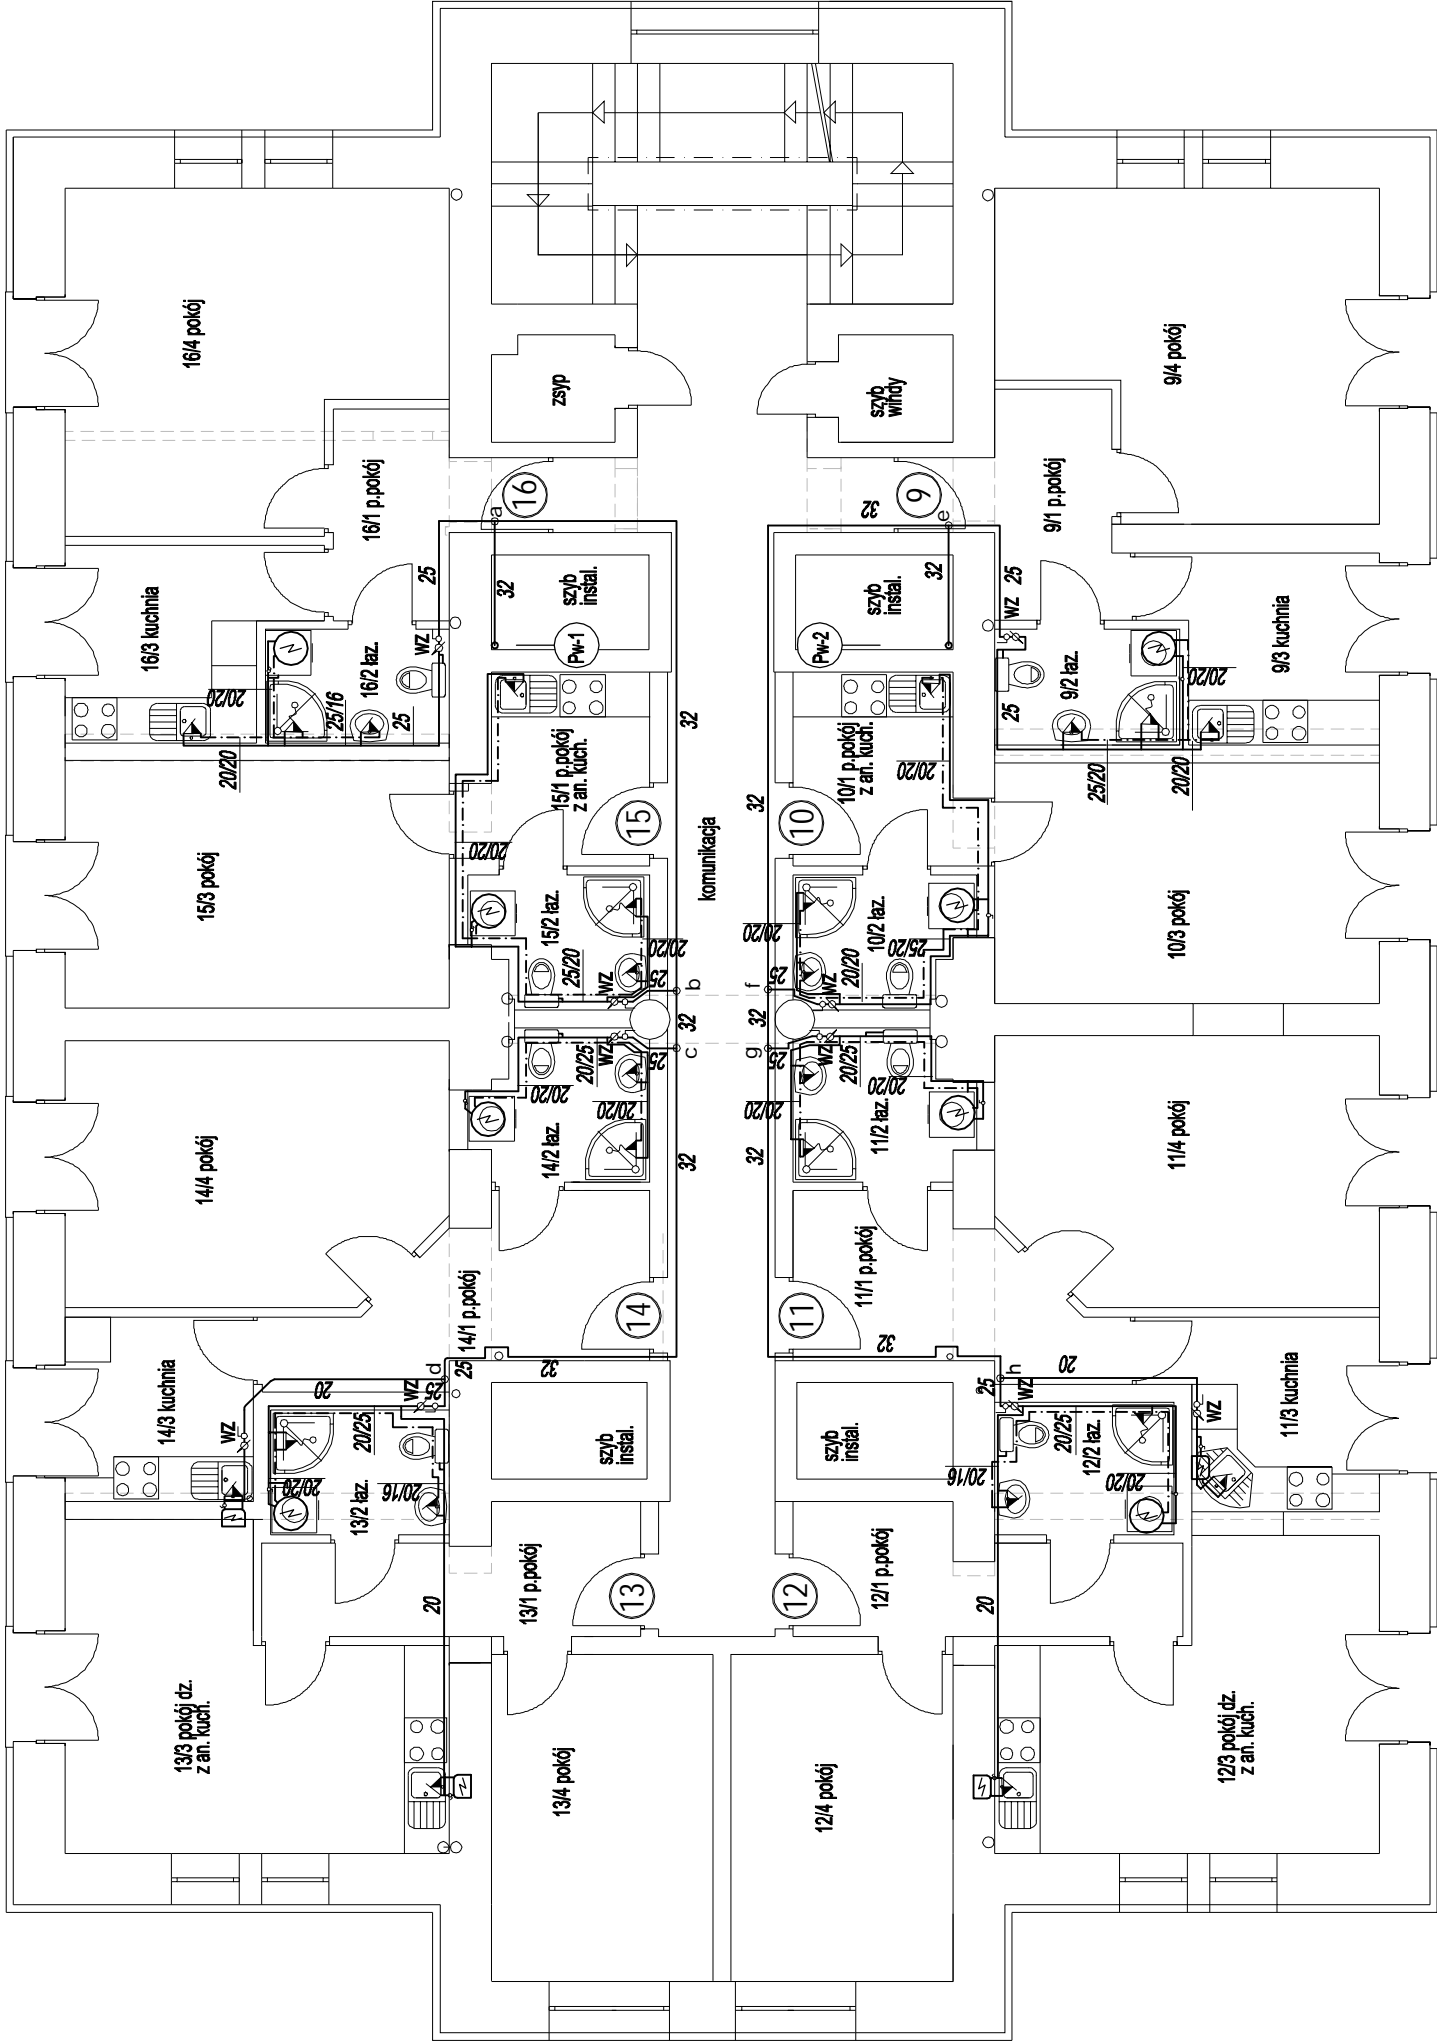 16/4 pokój
9/4 pokój
zsyp
szyb
windy
16/1 p.pokój
16
9
9/1 p.pokój
32
a
e
25
32
szyb
instal.
szyb
instal.
32
25
WZ
WZ
Pw-1
Pw-2
16/3 kuchnia
16/2 łaz.
9/2 łaz.
9/3 kuchnia
20/20
25/16
25
20/20
25
20/20
25/20
20/20
32
15/1 p.pokój
z an. kuch.
10/1 p.pokój
z an. kuch.
20/20
32
15
10
20/20
komunikacja
15/3 pokój
10/3 pokój
15/2 łaz.
10/2 łaz.
25/20
20/20
20/20
20/20
25/20
WZ
25
25
WZ
b
f
32
32
c
g
WZ
25
25
WZ
20/25
20/25
20/20
20/20
20/20
20/20
14/2 łaz.
11/2 łaz.
32
32
14/4 pokój
11/4 pokój
14/1 p.pokój
11/1 p.pokój
14
11
32
32
d
h
25
25
20
20
14/3 kuchnia
11/3 kuchnia
WZ
25
WZ
WZ
WZ
20/25
20/25
szyb
instal.
szyb
instal.
20/20
20/16
20/16
20/20
13/2 łaz.
12/2 łaz.
13/1 p.pokój
12/1 p.pokój
13
12
20
20
13/3 pokój dz.
z an. kuch.
12/3 pokój dz.
z an. kuch.
13/4 pokój
12/4 pokój